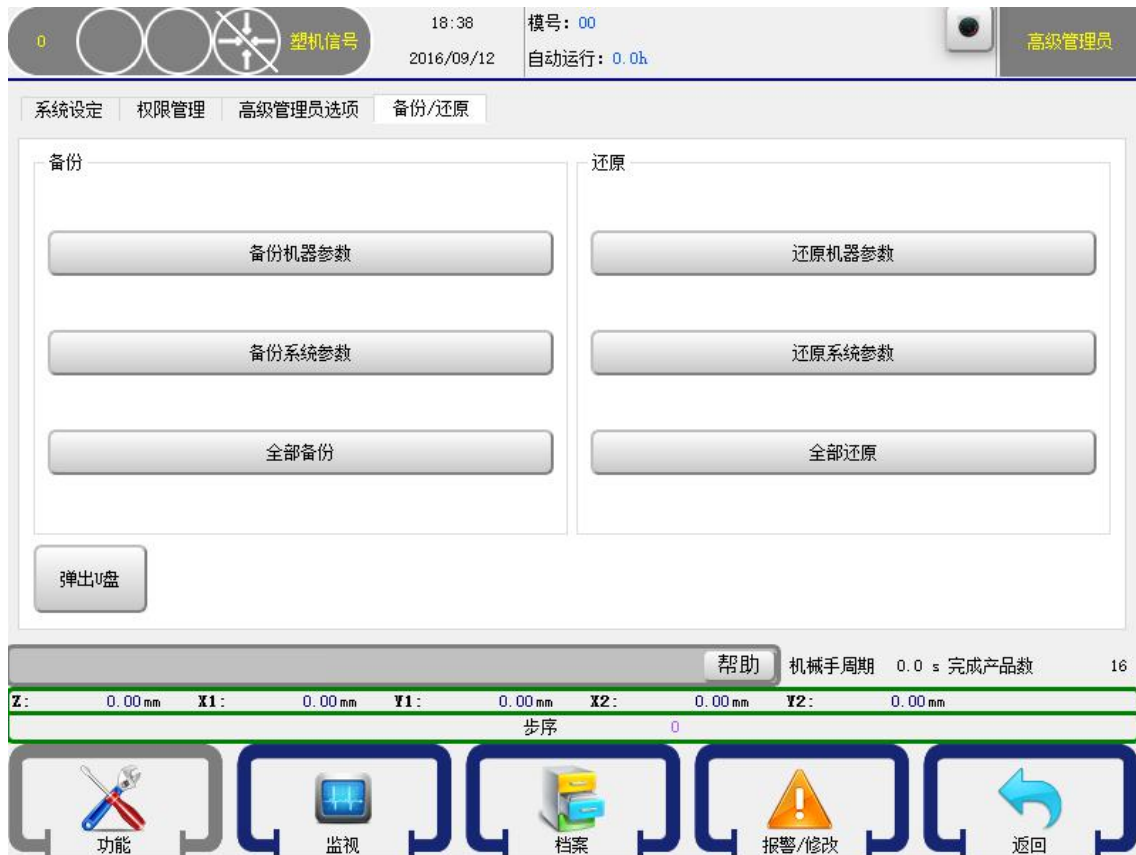 0 塑机信号 18:38 模号: 00 高级管理员
2016/09/12 自动运行: 0.0h
系统设定 权限管理 高级管理员选项 备份/还原
备份 还原
备份机器参数 还原机器参数
备份系统参数 还原系统参数
全部备份 全部还原
弹出U盘
帮助 机械手周期 0.0 s 完成产品数 16
Z: 0.00mm X1: 0.00mm Y1: 0.00mm X2: 0.00mm Y2: 0.00mm
步序 0
功能 监视 档案 报警/修改 返回